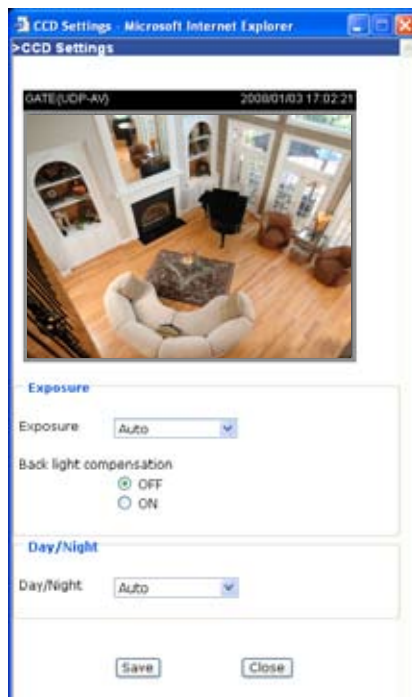 CCD Settings - Microsoft Internet Explorer
>CCD Settings
GATE(UDP-AV) 2008/01/03 17:02:21
Exposure
Exposure Auto
Back light compensation
OFF
ON
Day/Night
Day/Night Auto
Save Close